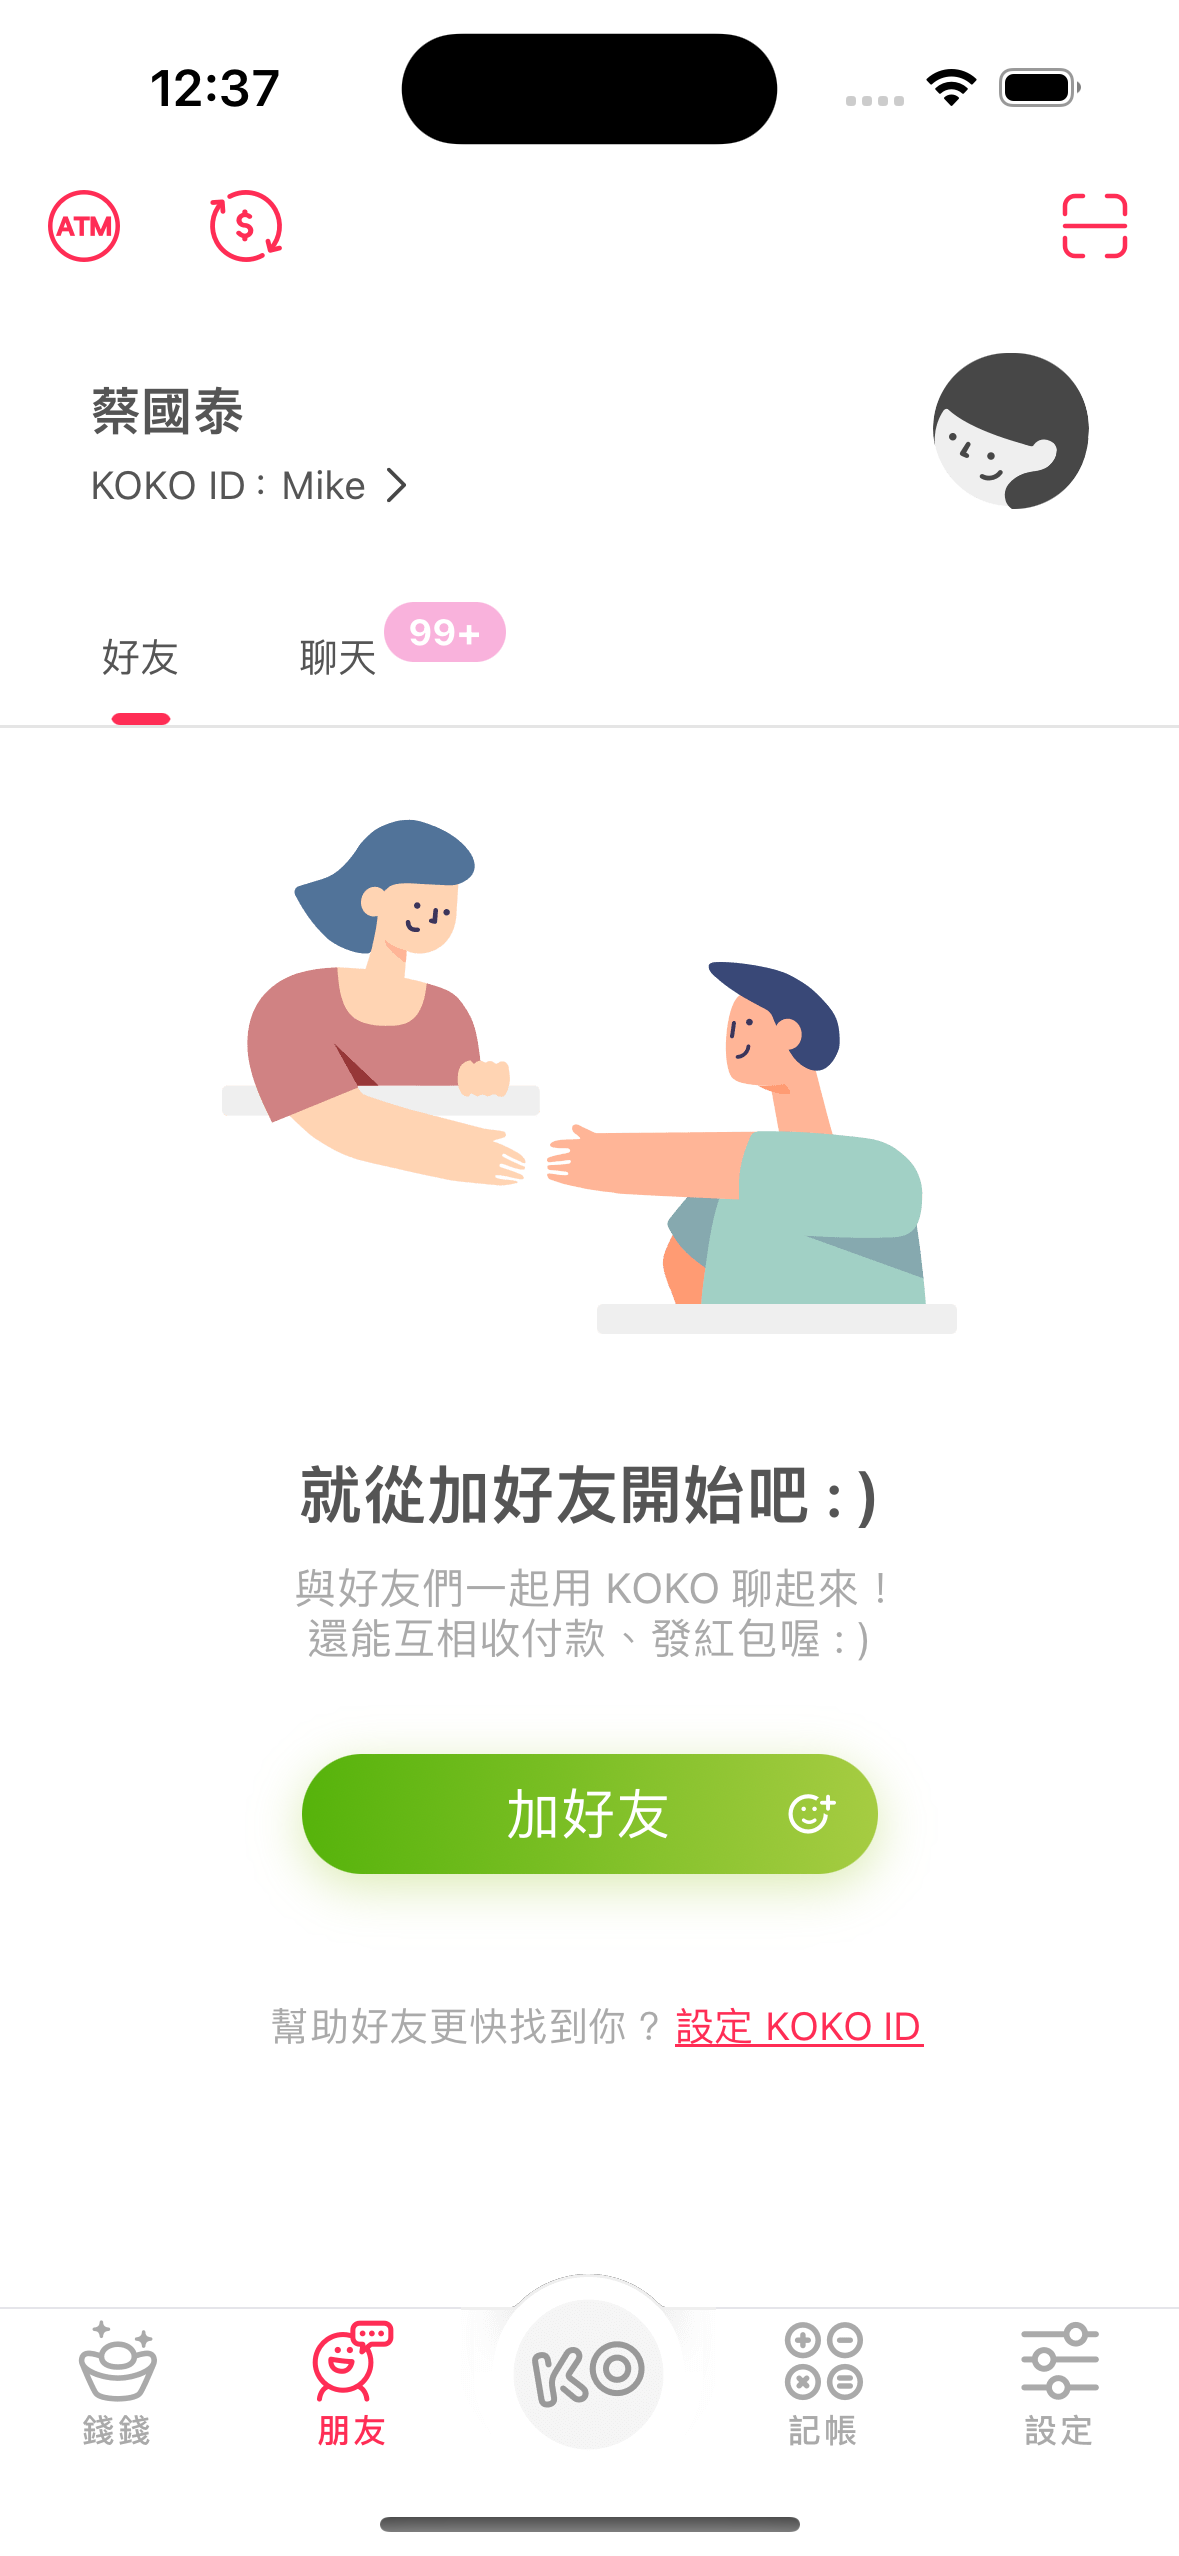 12:37
ATM
$
蔡國泰
KOKO ID : Mike
好友
聊天 99+
就從加好友開始吧 : )
與好友們一起用 KOKO 聊起來！
還能互相收付款、發紅包喔 : )
加好友
幫助好友更快找到你？設定 KOKO ID
KO
錢錢
朋友
記帳
設定